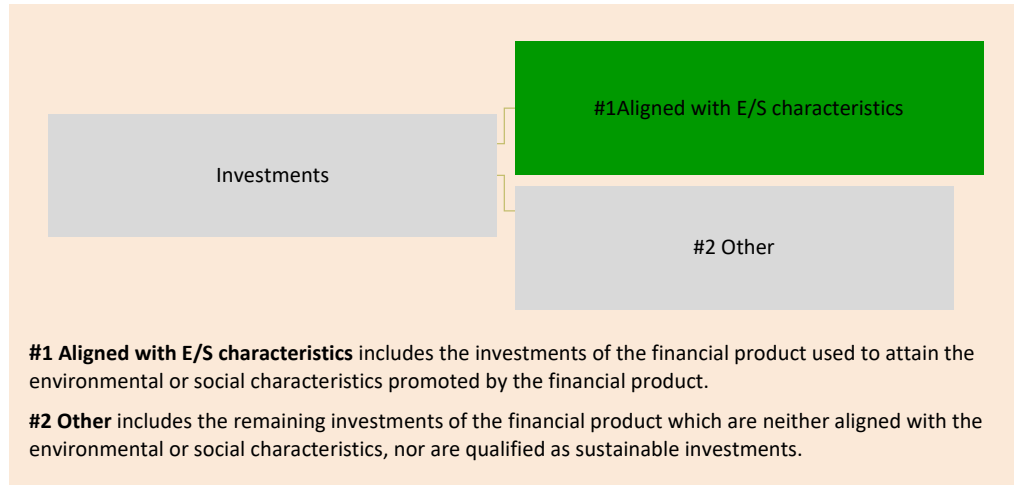 #1Aligned with E/S characteristics
Investments
#2 Other
#1 Aligned with E/S characteristics includes the investments of the financial product used to attain the
environmental or social characteristics promoted by the financial product.
#2 Other includes the remaining investments of the financial product which are neither aligned with the
environmental or social characteristics, nor are qualified as sustainable investments.